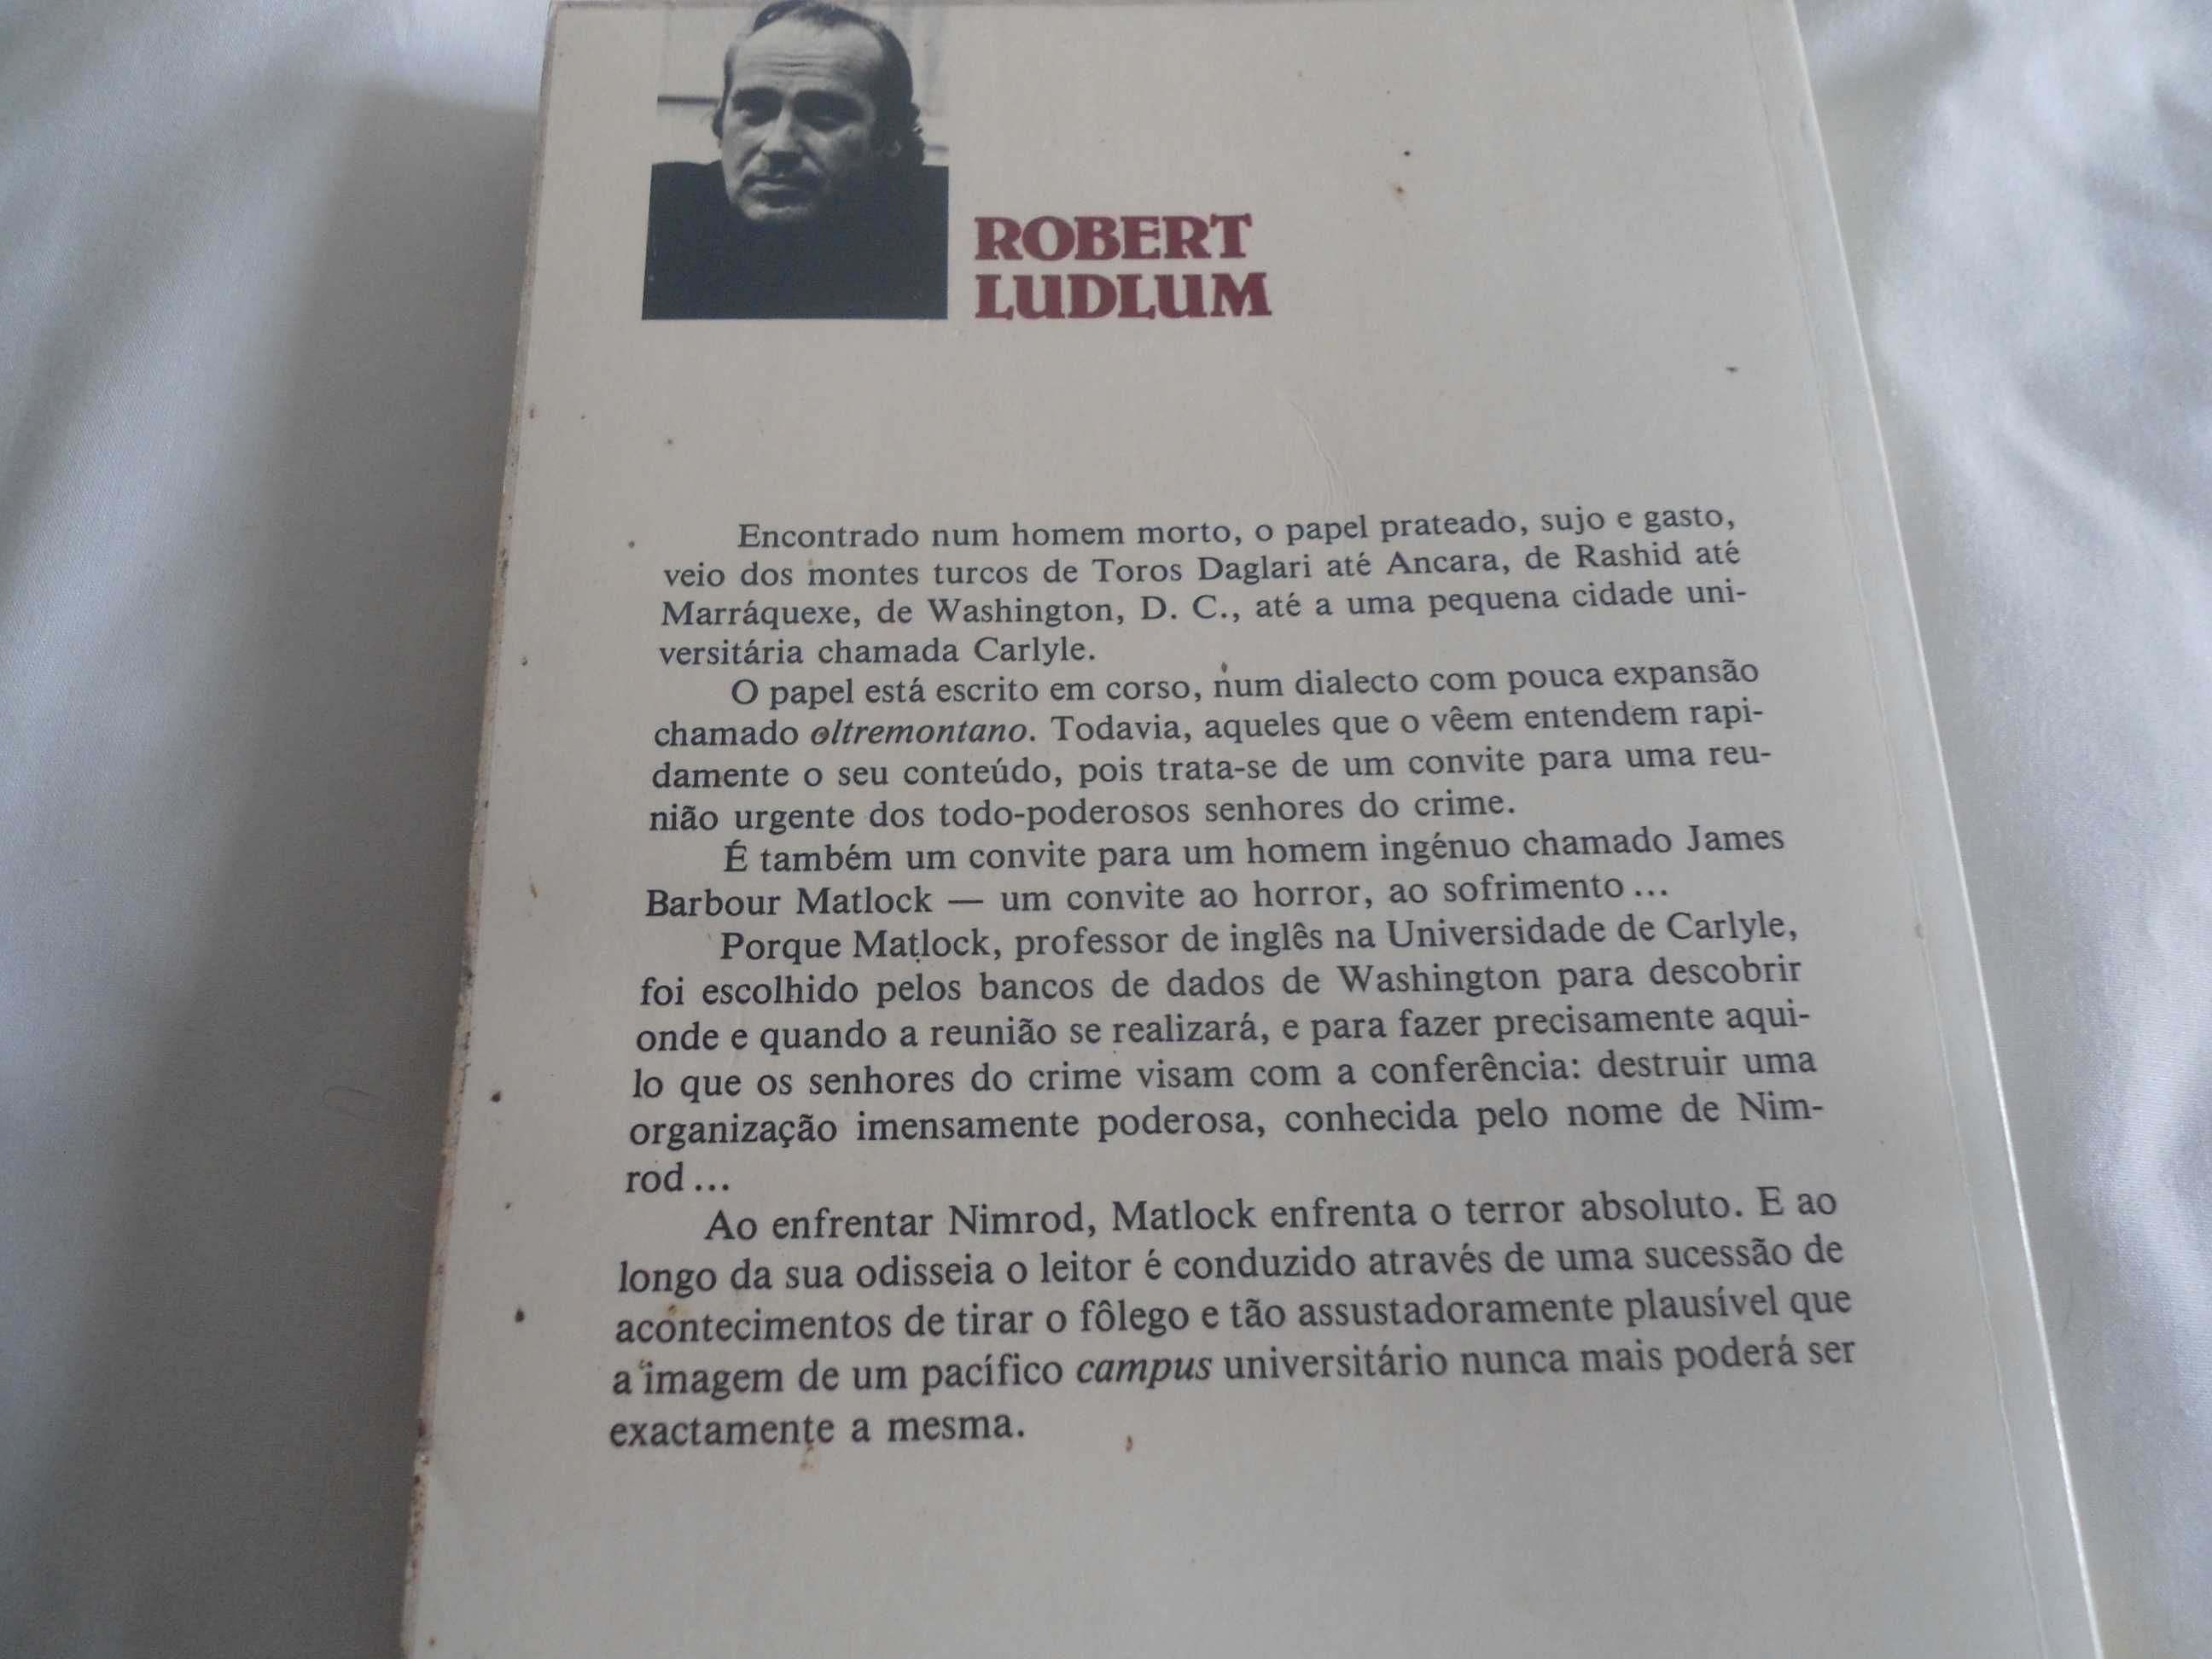 ROBERT
LUDLUM
Encontrado num homem morto, o papel prateado, sujo e gasto,
veio dos montes turcos de Toros Daglari até Ancara, de Rashid até
Marráquexe, de Washington, D. C., até a uma pequena cidade uni-
versitária chamada Carlyle.
O papel está escrito em corso, num dialecto com pouca expansão
chamado oltremontano. Todavia, aqueles que o vêem entendem rapi-
damente o seu conteúdo, pois trata-se de um convite para uma reu-
nião urgente dos todo-poderosos senhores do crime.
É também um convite para um homem ingénuo chamado James
Barbour Matlock — um convite ao horror, ao sofrimento ...
Porque Matlock, professor de inglês na Universidade de Carlyle,
foi escolhido pelos bancos de dados de Washington para descobrir
onde e quando a reunião se realizará, e para fazer precisamente aqui-
lo que os senhores do crime visam com a conferência: destruir uma
organização imensamente poderosa, conhecida pelo nome de Nim-
rod ...
Ao enfrentar Nimrod, Matlock enfrenta o terror absoluto. E ao
longo da sua odisseia o leitor é conduzido através de uma sucessão de
acontecimentos de tirar o fôlego e tão assustadoramente plausível que
a imagem de um pacífico campus universitário nunca mais poderá ser
exactamente a mesma.